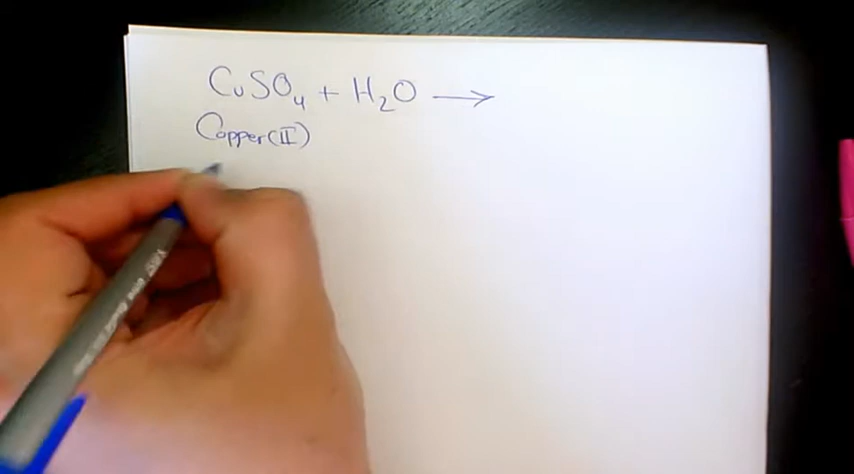 CuSO₄ + H₂O →
Copper(II)